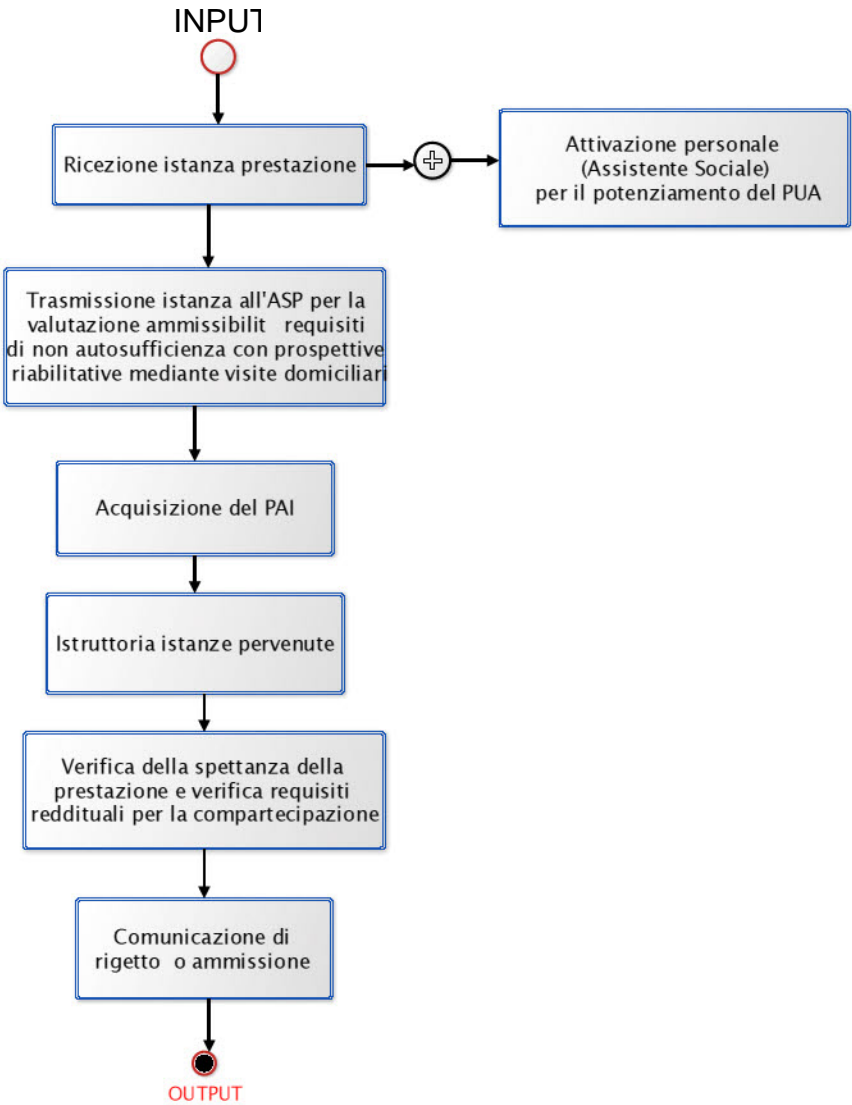 INPUT
Ricezione istanza prestazione
Attivazione personale
(Assistente Sociale)
per il potenziamento del PUA
Trasmissione istanza all'ASP per la
valutazione ammissibilit requisiti
di non autosufficienza con prospettive
riabilitative mediante visite domiciliari
Acquisizione del PAI
Istruttoria istanze pervenute
Verifica della spettanza della
prestazione e verifica requisiti
reddituali per la compartecipazione
Comunicazione di
rigetto o ammissione
OUTPUT